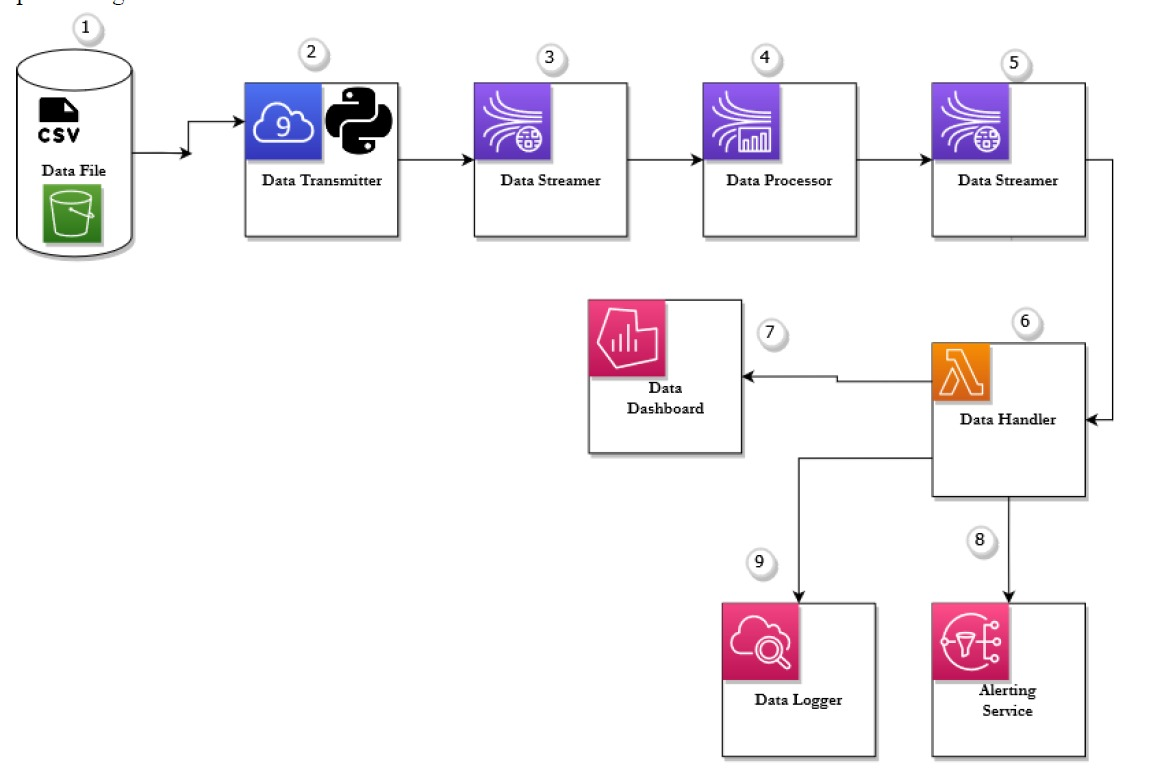 1
2
3
4
5
CSV
9
Data File
Data Transmitter
Data Streamer
Data Processor
Data Streamer
6
7
Data
Dashboard
Data Handler
8
9
Data Logger
Alerting
Service